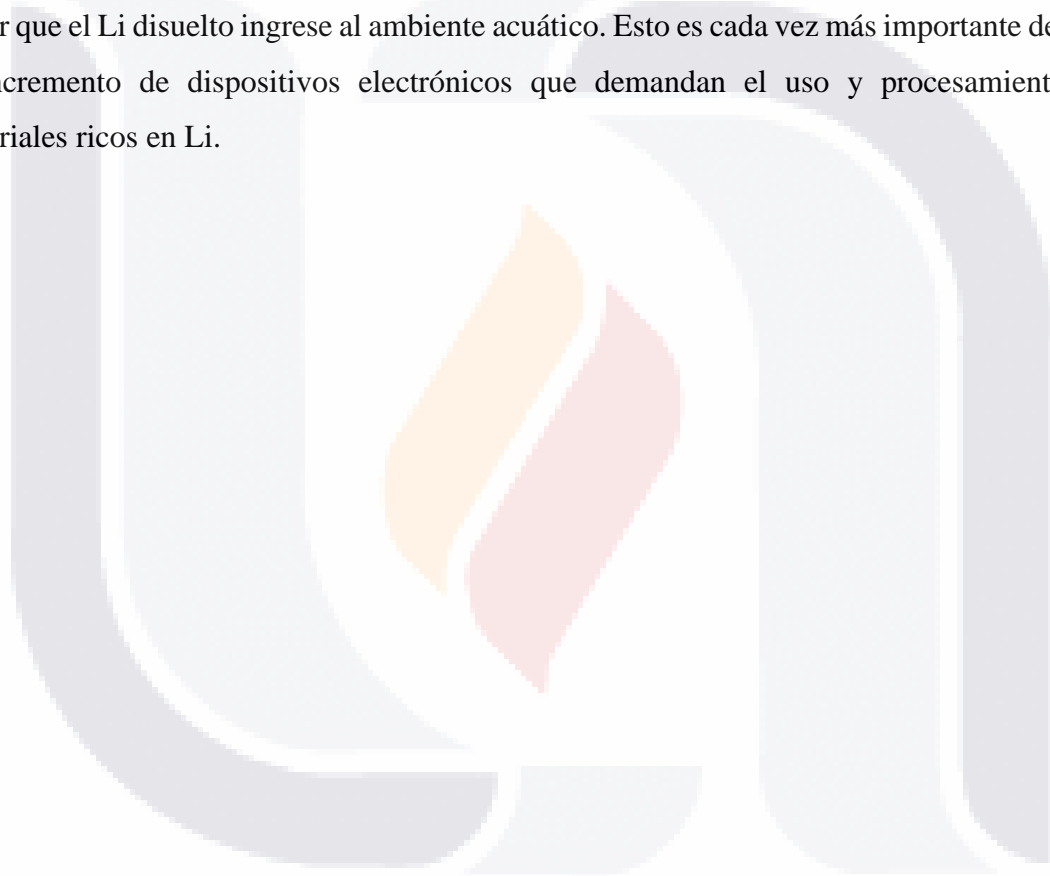 r que el Li disuelto ingrese al ambiente acuático. Esto es cada vez más importante de
ncremento de dispositivos electrónicos que demandan el uso y procesamient
riales ricos en Li.